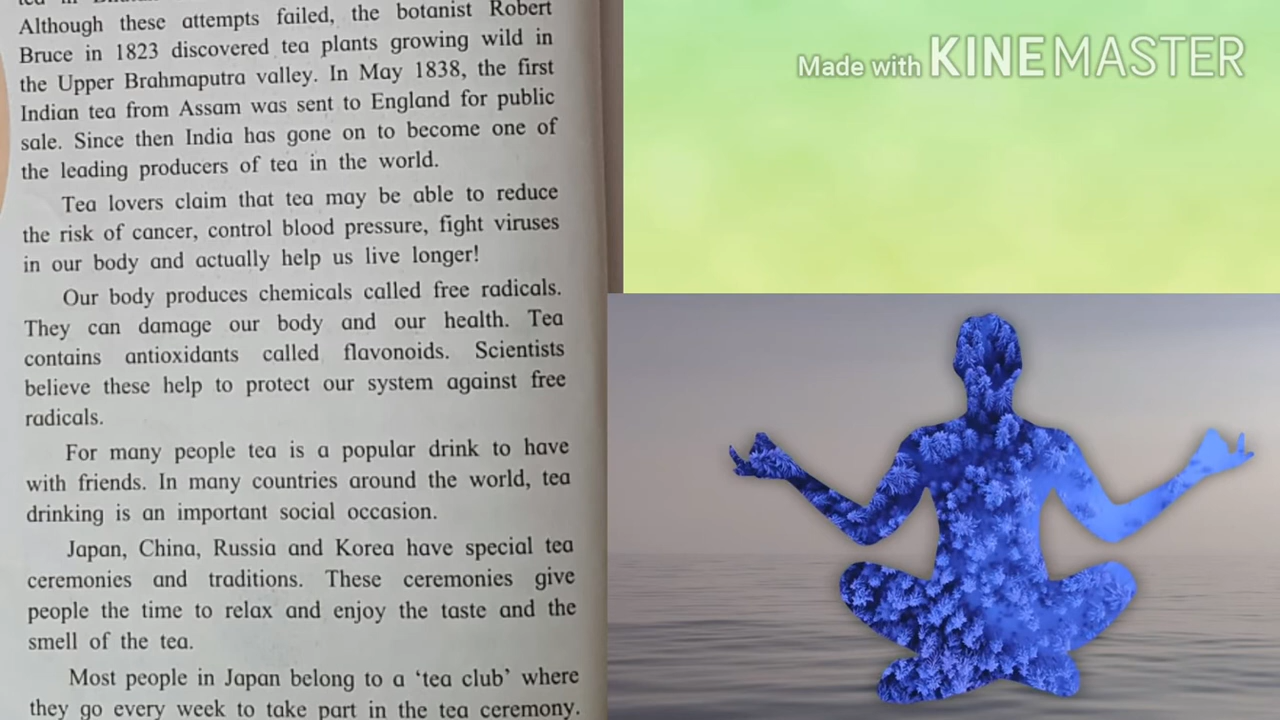 Although these attempts failed, the botanist Robert
Bruce in 1823 discovered tea plants growing wild in
the Upper Brahmaputra valley. In May 1838, the first
Indian tea from Assam was sent to England for public
sale. Since then India has gone on to become one of
the leading producers of tea in the world.
Tea lovers claim that tea may be able to reduce
the risk of cancer, control blood pressure, fight viruses
in our body and actually help us live longer!
Our body produces chemicals called free radicals.
They can damage our body and our health. Tea
contains antioxidants called flavonoids. Scientists
believe these help to protect our system against free
radicals.
For many people tea is a popular drink to have
with friends. In many countries around the world, tea
drinking is an important social occasion.
Japan, China, Russia and Korea have special tea
ceremonies and traditions. These ceremonies give
people the time to relax and enjoy the taste and the
smell of the tea.
Most people in Japan belong to a ‘tea club’ where
they go every week to take part in the tea ceremony.
Made with KINEMASTER